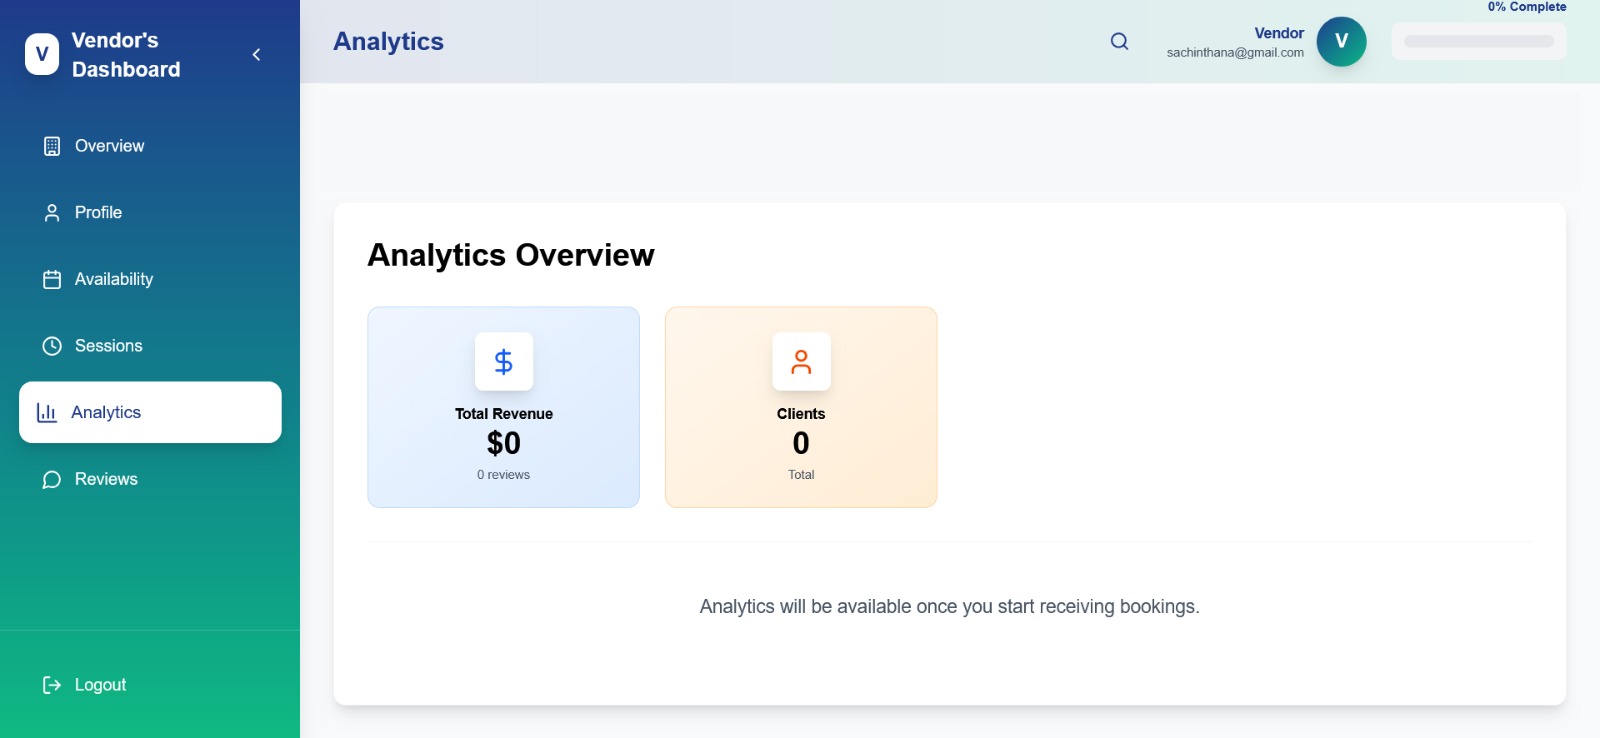 V
Vendor's
Dashboard
Overview
Profile
Availability
Sessions
Analytics
Reviews
Logout
Analytics
Vendor
sachinthana@gmail.com
V
0% Complete
Analytics Overview
Total Revenue
$0
0 reviews
Clients
0
Total
Analytics will be available once you start receiving bookings.